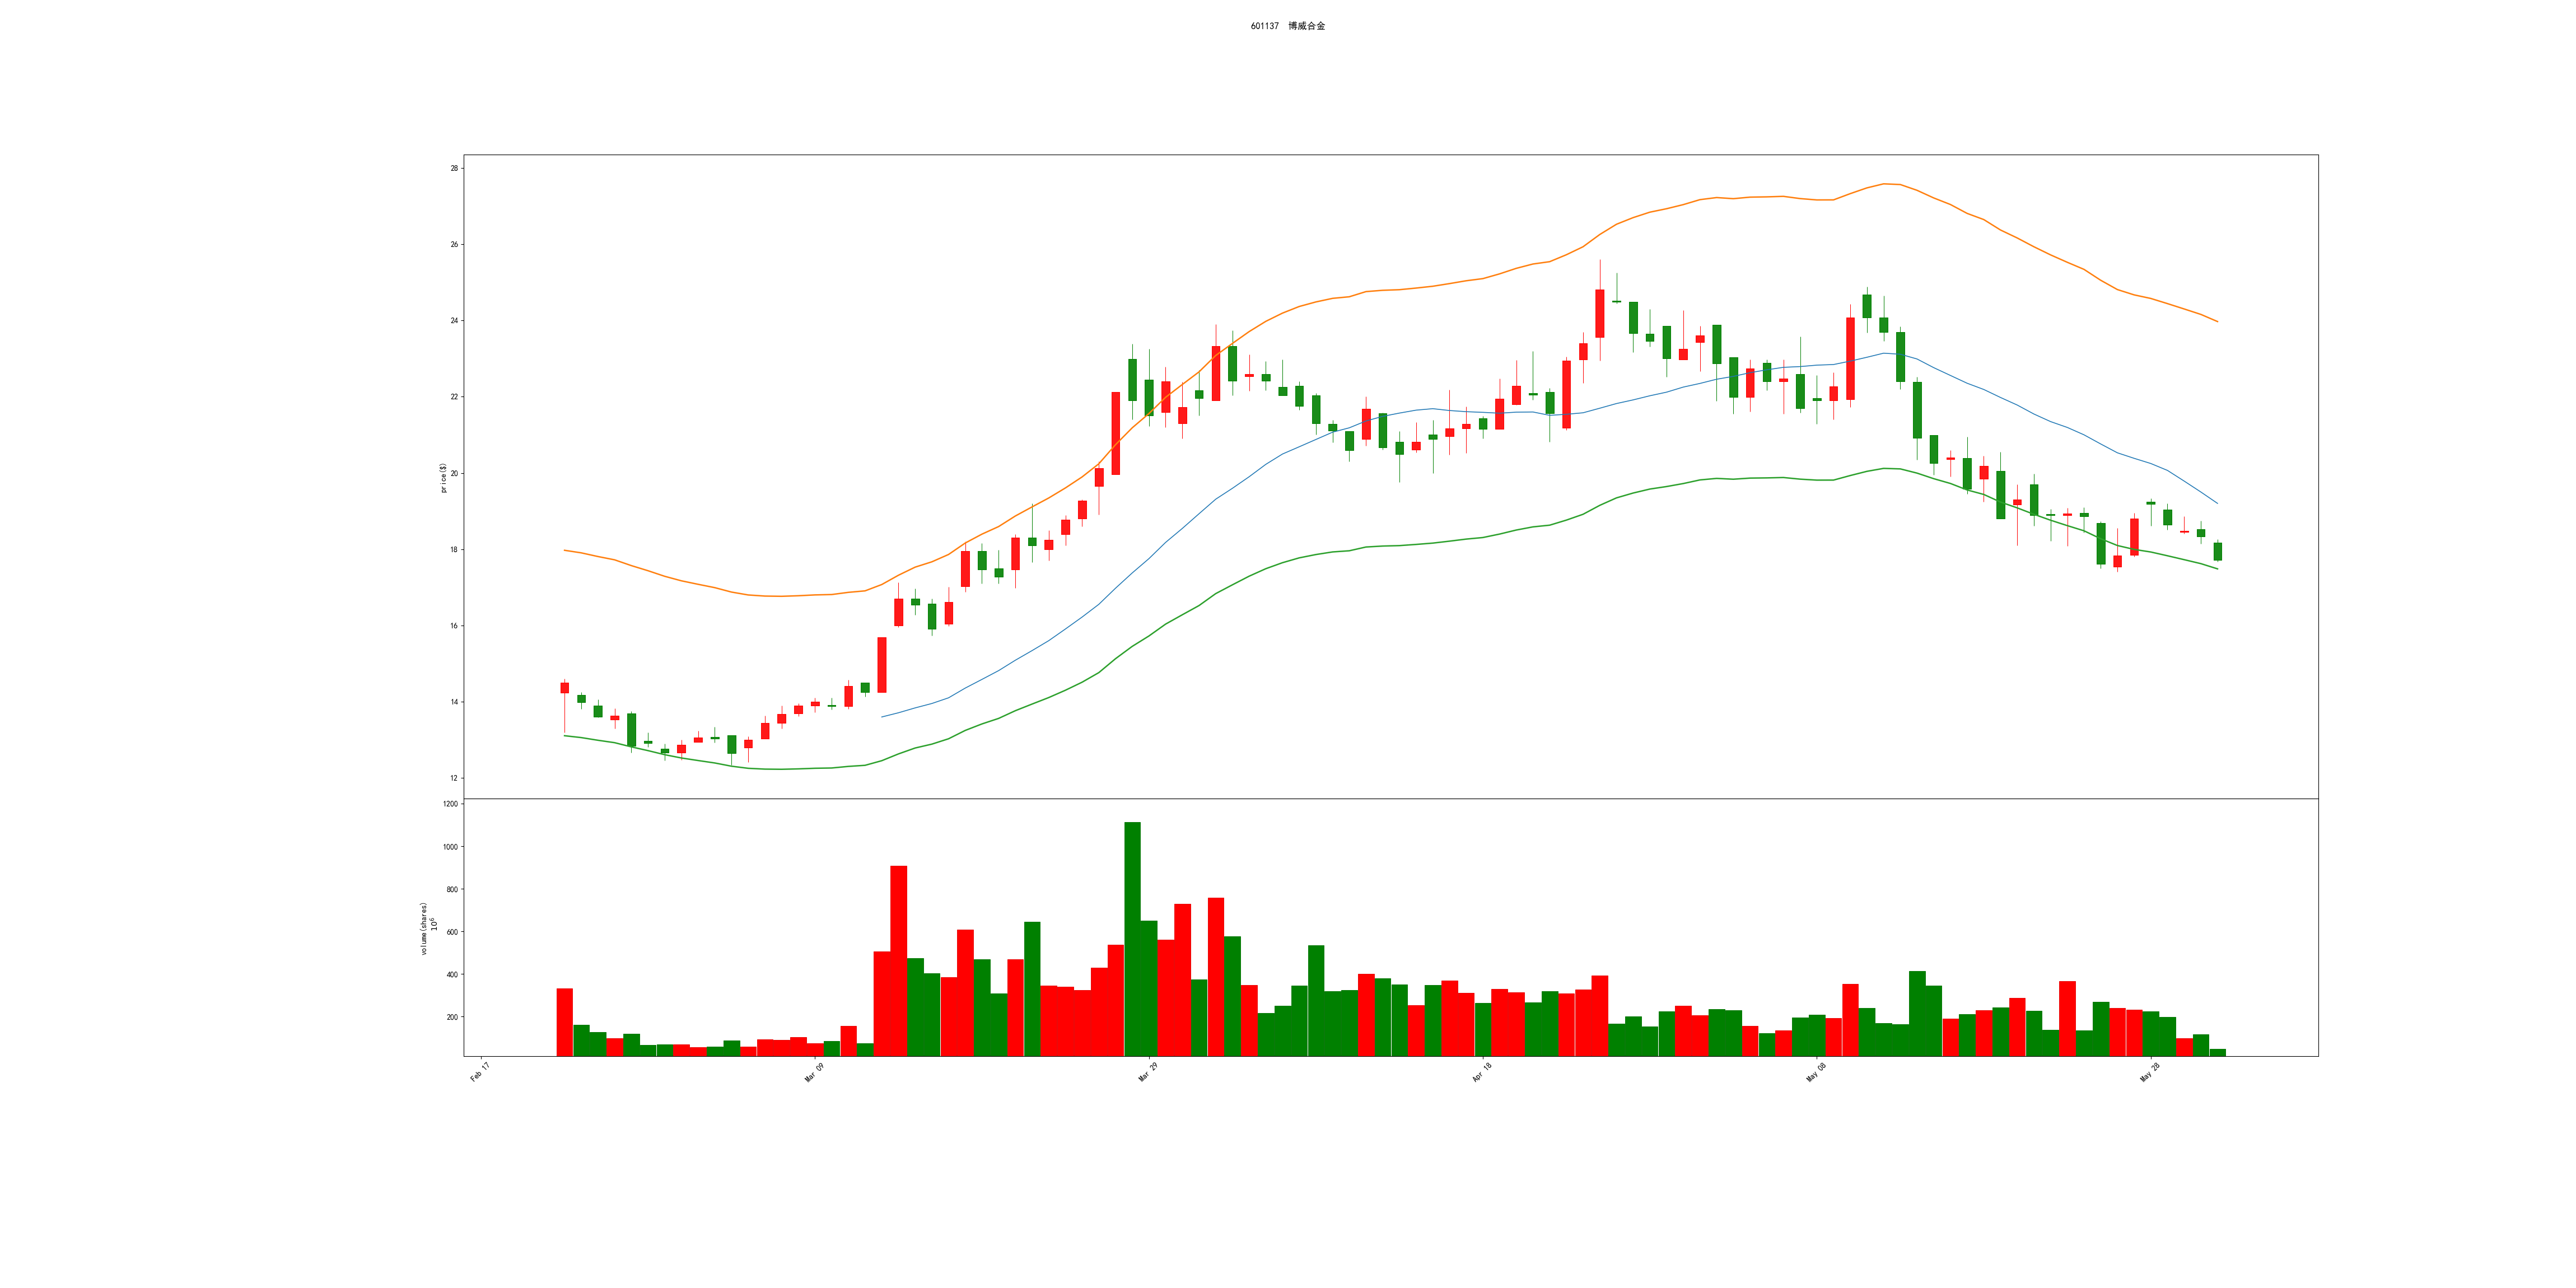 601137 博威合金
28
26
24
22
20
18
16
14
12
price($)
1200
1000
800
600
400
200
volume(shares)
10⁶
Feb 17
Mar 09
Mar 29
Apr 18
May 08
May 28